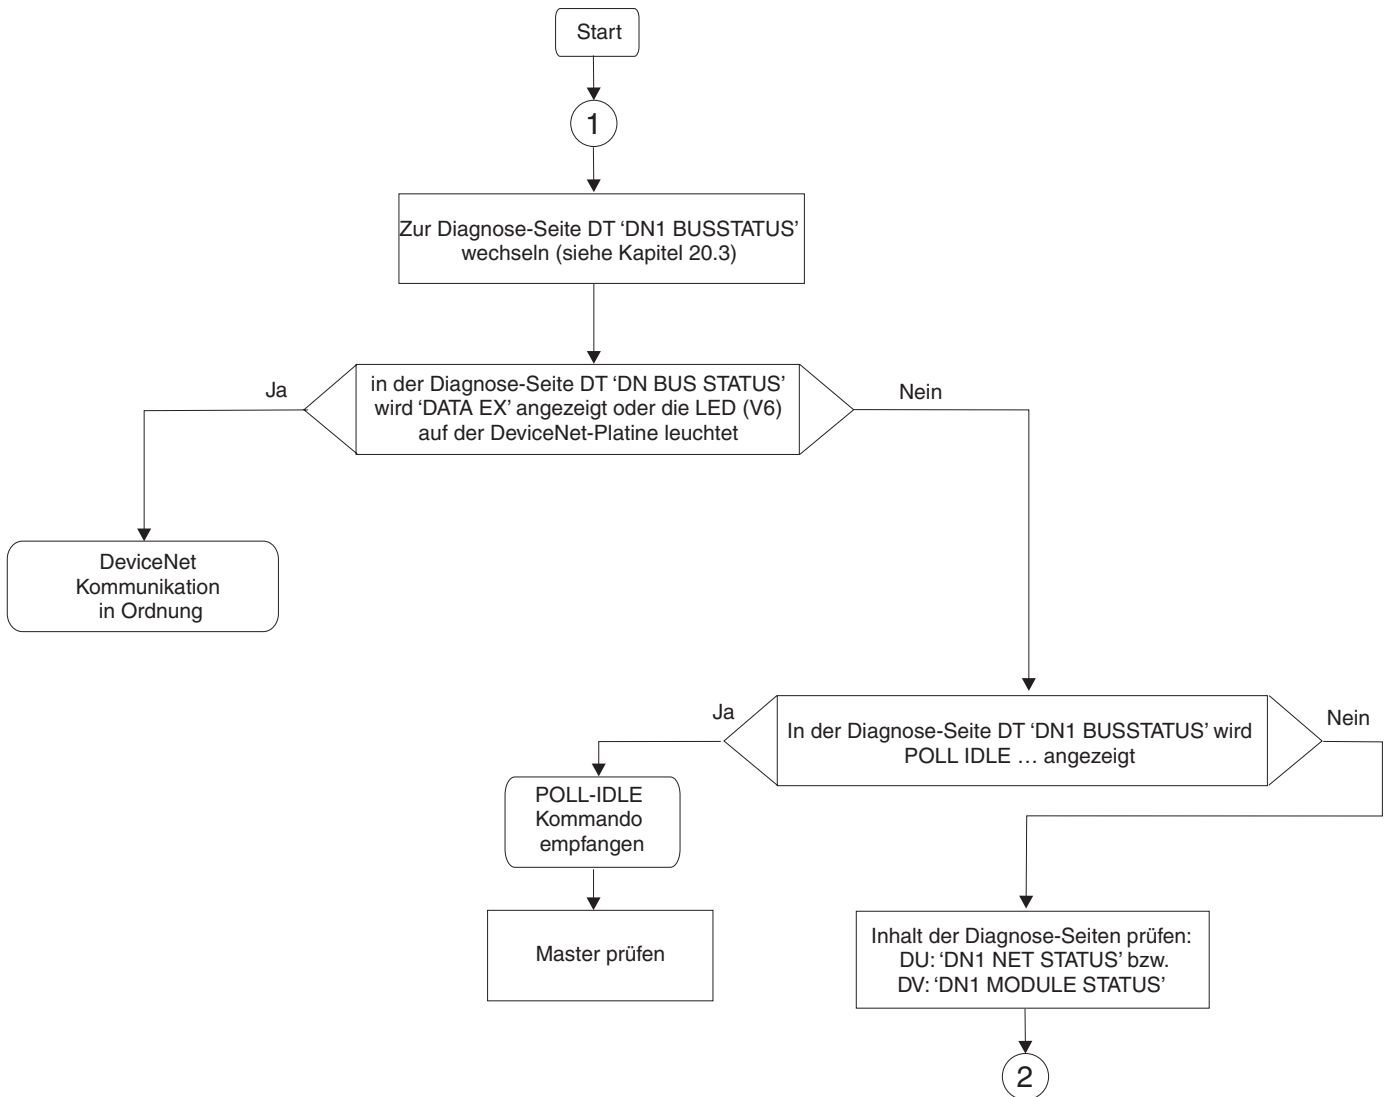 Start
1
Zur Diagnose-Seite DT ‘DN1 BUSSTATUS’
wechseln (siehe Kapitel 20.3)
Ja
in der Diagnose-Seite DT ‘DN BUS STATUS’
wird ‘DATA EX’ angezeigt oder die LED (V6)
auf der DeviceNet-Platine leuchtet
Nein
DeviceNet
Kommunikation
in Ordnung
Ja
In der Diagnose-Seite DT ‘DN1 BUSSTATUS’ wird
POLL IDLE … angezeigt
Nein
POLL-IDLE
Kommando
empfangen
Master prüfen
Inhalt der Diagnose-Seiten prüfen:
DU: ‘DN1 NET STATUS’ bzw.
DV: ‘DN1 MODULE STATUS’
2